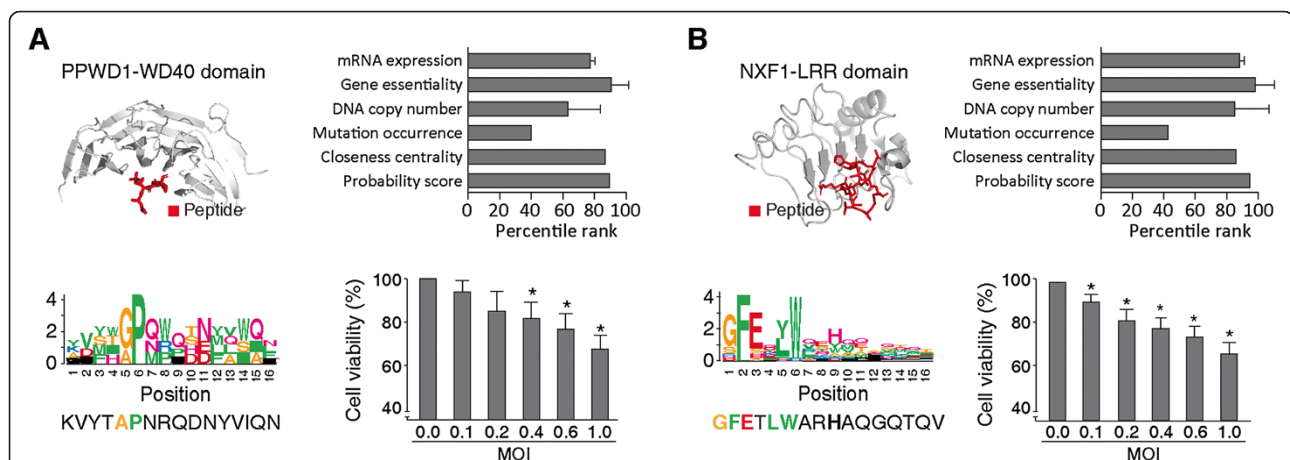 A
PPWD1-WD40 domain
Peptide
mRNA expression
Gene essentiality
DNA copy number
Mutation occurrence
Closeness centrality
Probability score
0 20 40 60 80 100
Percentile rank
4
2
0
1 2 3 4 5 6 7 8 9 10 11 12 13 14 15 16
Position
KVYTAPNRQDNYVIQN
Cell viability (%)
100
80
60
40
* * *
0.0 0.1 0.2 0.4 0.6 1.0
MOI
B
NXF1-LRR domain
Peptide
mRNA expression
Gene essentiality
DNA copy number
Mutation occurrence
Closeness centrality
Probability score
0 20 40 60 80 100
Percentile rank
4
2
0
1 2 3 4 5 6 7 8 9 10 11 12 13 14 15 16
Position
GFETLWARHAQGQTQV
Cell viability (%)
100
80
60
40
* * * * *
0.0 0.1 0.2 0.4 0.6 1.0
MOI